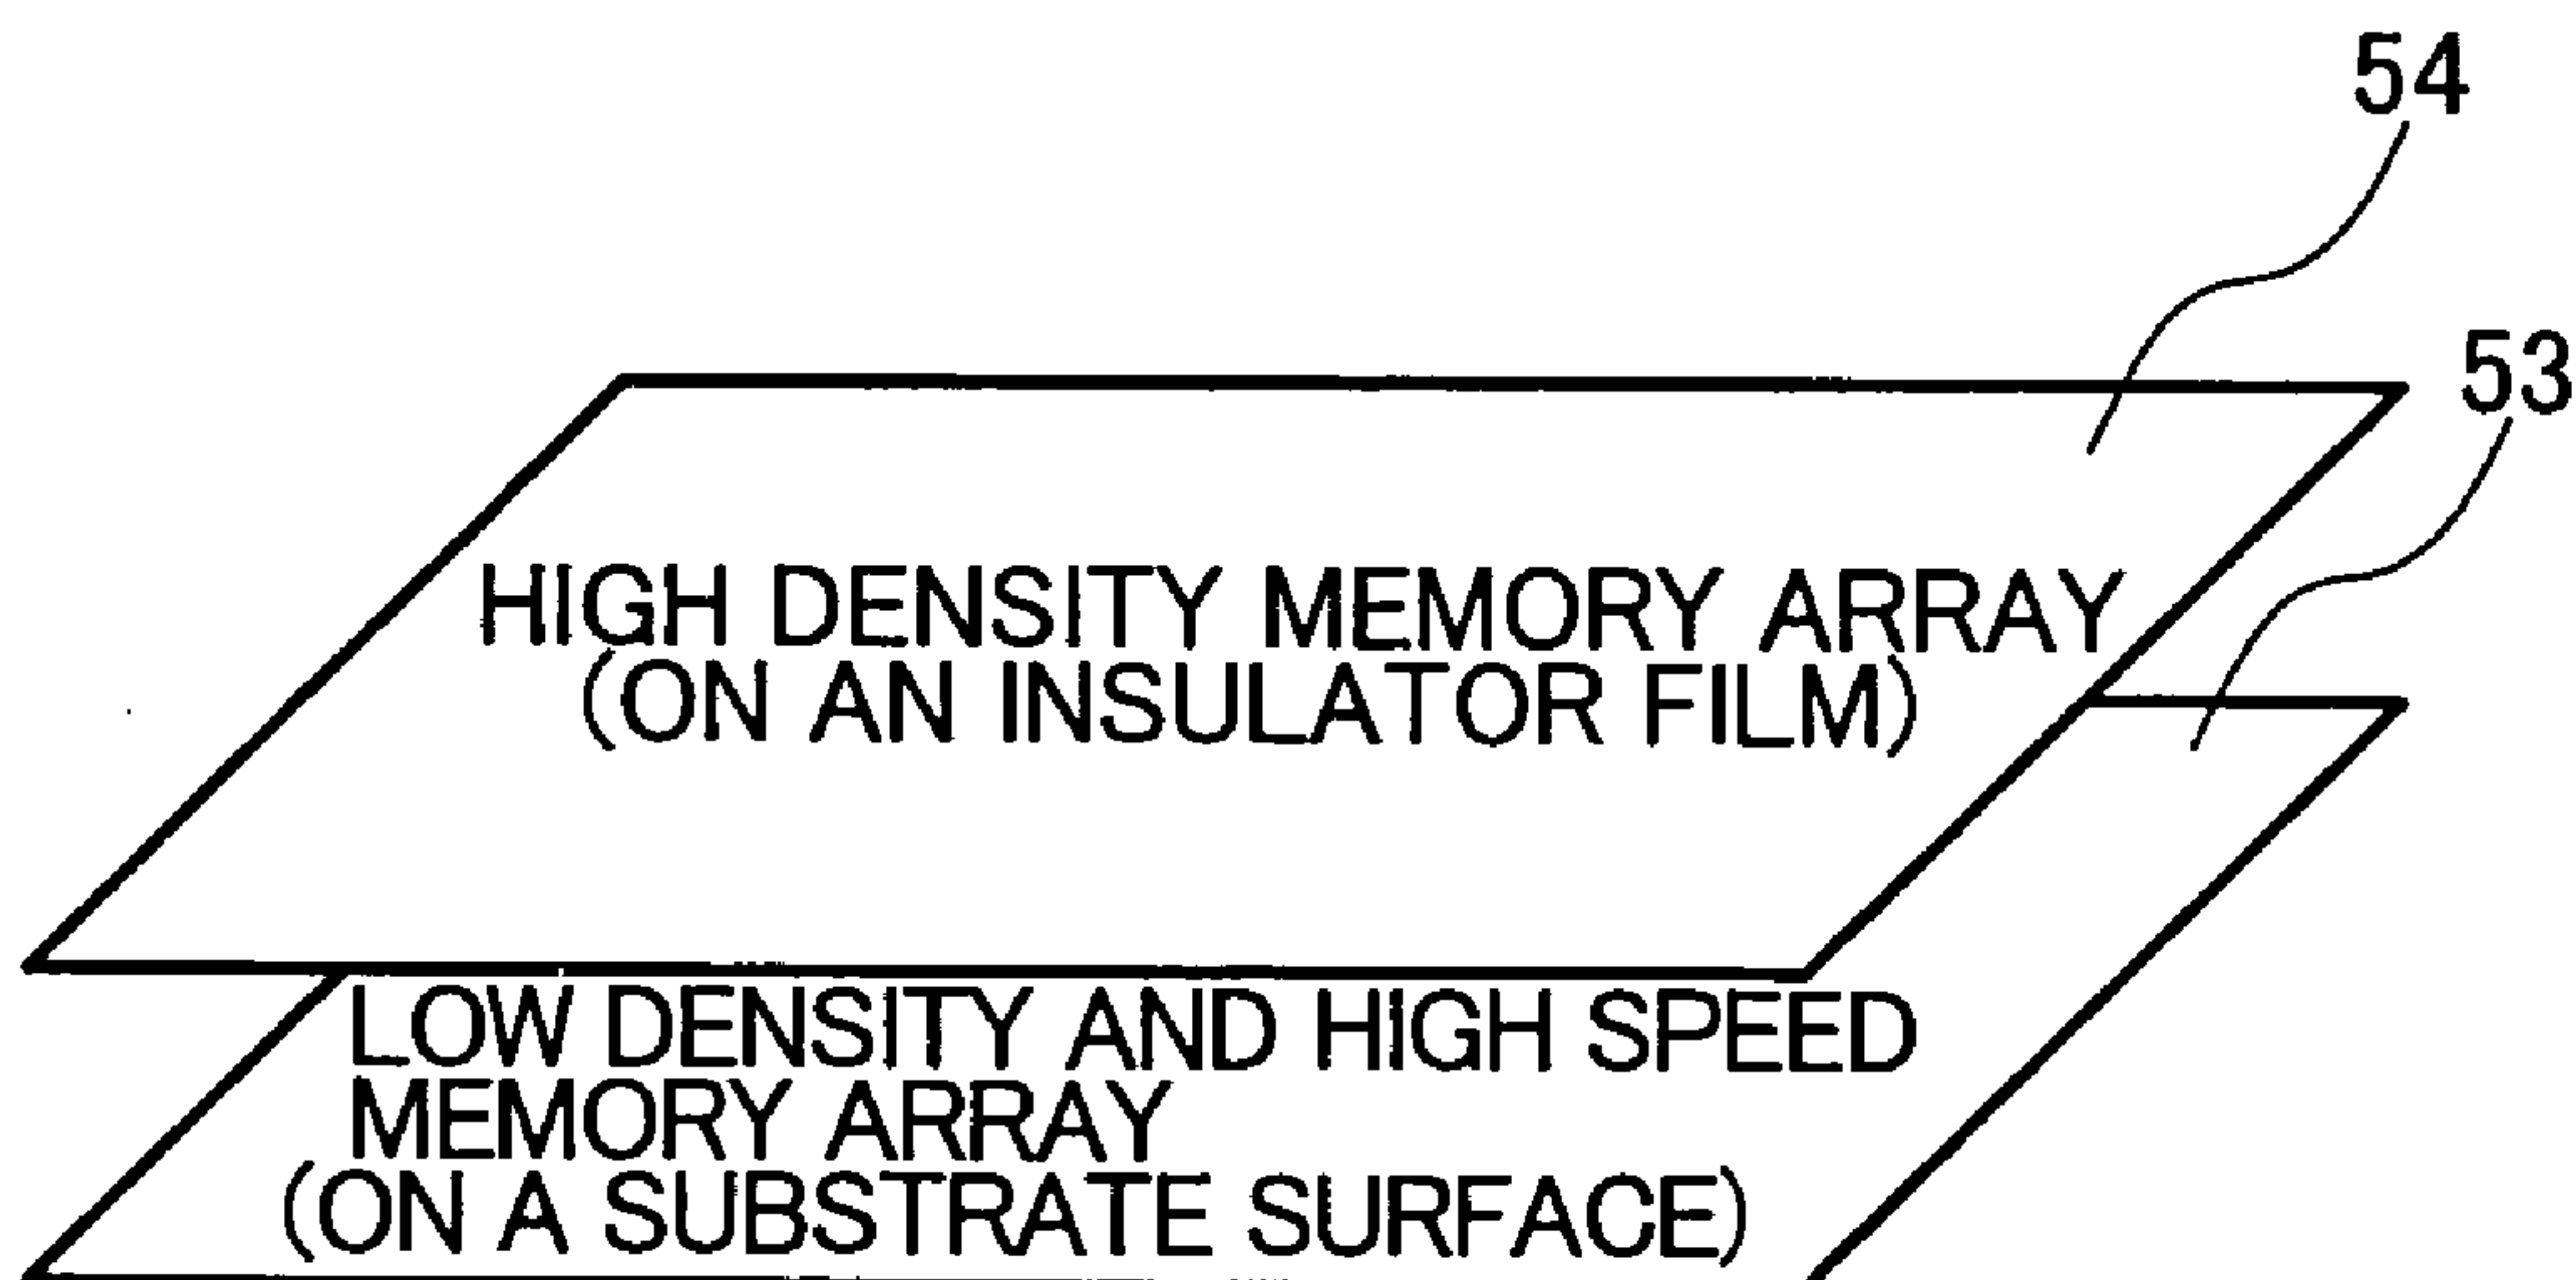 54
53
HIGH DENSITY MEMORY ARRAY
(ON AN INSULATOR FILM)
LOW DENSITY AND HIGH SPEED
MEMORY ARRAY
(ON A SUBSTRATE SURFACE)